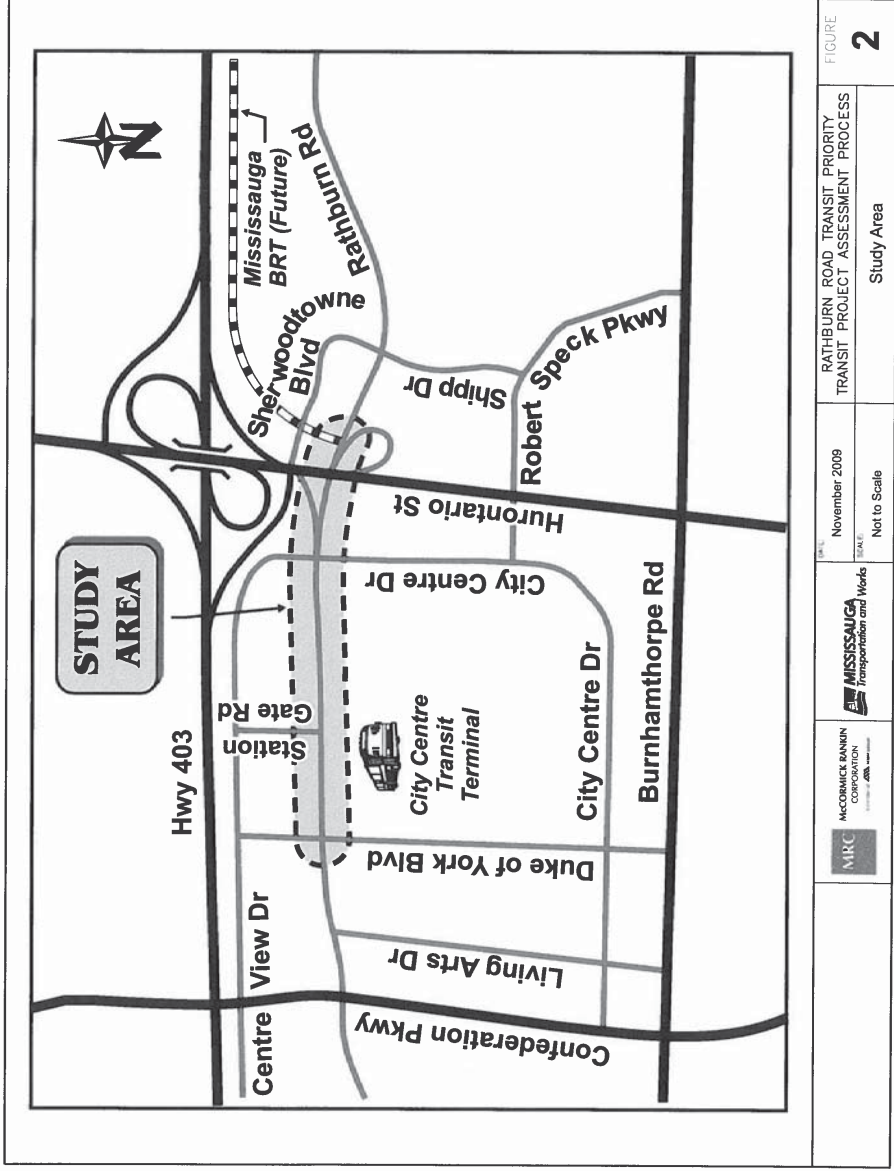 STUDY
AREA
N
Mississauga
BRT (Future)
Rathburn Rd
Sherwoodtowne
Blvd
Hwy 403
Centre View Dr
Station
Gate Rd
City Centre Dr
Hurontario St
Shipp Dr
Robert Speck Pkwy
City Centre
Transit
Terminal
Duke of York Blvd
Living Arts Dr
Confederation Pkwy
City Centre Dr
Burnhamthorpe Rd
MRC
McCORMICK RANKIN
CORPORATION
MISSISSAUGA
Transportation and Works
DATE:
November 2009
SCALE:
Not to Scale
RATHBURN ROAD TRANSIT PRIORITY
TRANSIT PROJECT ASSESSMENT PROCESS
Study Area
FIGURE
2